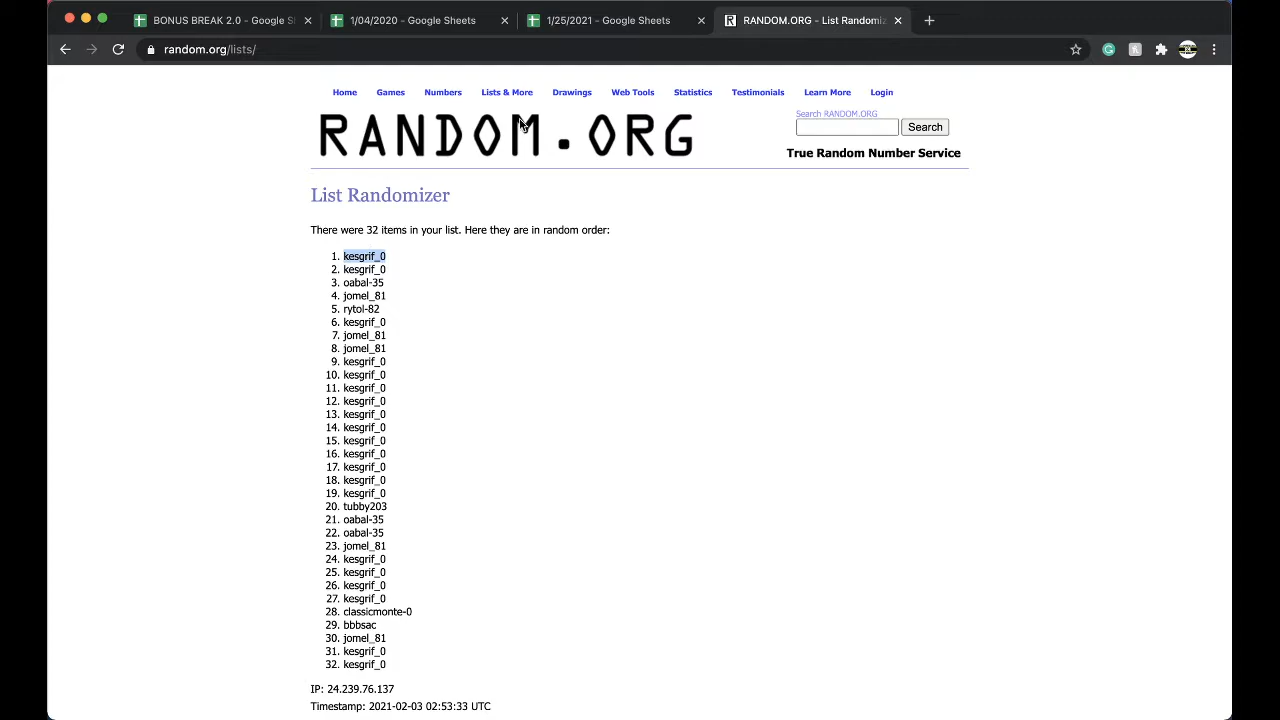 BONUS BREAK 2.0 - Google S
1/04/2020 - Google Sheets
1/25/2021 - Google Sheets
RANDOM.ORG - List Randomiz
random.org/lists/
Home Games Numbers Lists & More Drawings Web Tools Statistics Testimonials Learn More Login
Search RANDOM.ORG
RANDOM.ORG
Search
True Random Number Service
List Randomizer
There were 32 items in your list. Here they are in random order:
1. kesgrif_0
2. kesgrif_0
3. oabal-35
4. jomel_81
5. rytol-82
6. kesgrif_0
7. jomel_81
8. jomel_81
9. kesgrif_0
10. kesgrif_0
11. kesgrif_0
12. kesgrif_0
13. kesgrif_0
14. kesgrif_0
15. kesgrif_0
16. kesgrif_0
17. kesgrif_0
18. kesgrif_0
19. kesgrif_0
20. tubby203
21. oabal-35
22. oabal-35
23. jomel_81
24. kesgrif_0
25. kesgrif_0
26. kesgrif_0
27. kesgrif_0
28. classicmonte-0
29. bbbsac
30. jomel_81
31. kesgrif_0
32. kesgrif_0
IP: 24.239.76.137
Timestamp: 2021-02-03 02:53:33 UTC